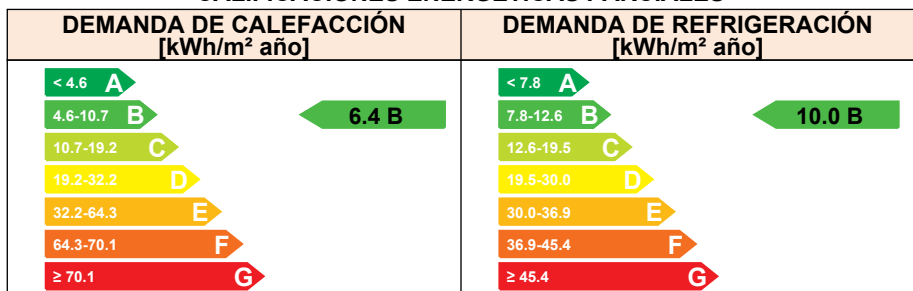 DEMANDA DE CALEFACCIÓN
[kWh/m² año]
< 4.6 A
4.6-10.7 B
6.4 B
10.7-19.2 C
19.2-32.2 D
32.2-64.3 E
64.3-70.1 F
≥ 70.1 G
DEMANDA DE REFRIGERACIÓN
[kWh/m² año]
< 7.8 A
7.8-12.6 B
10.0 B
12.6-19.5 C
19.5-30.0 D
30.0-36.9 E
36.9-45.4 F
≥ 45.4 G